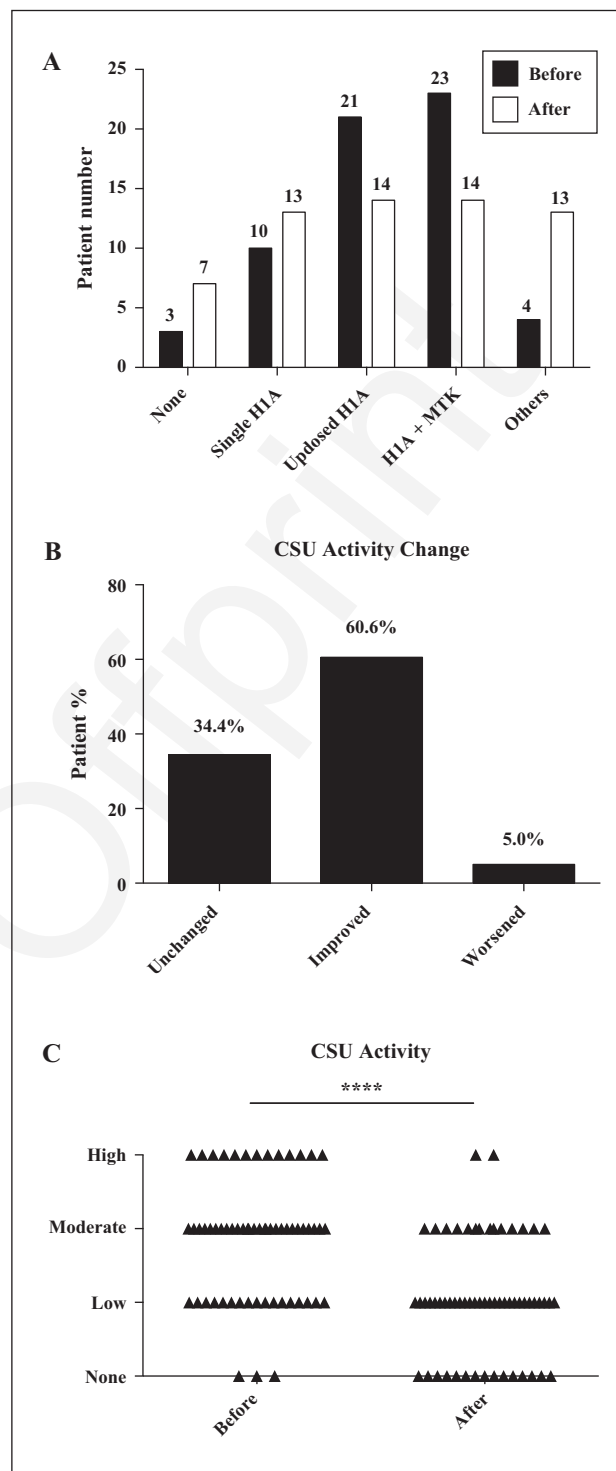 A
Before
After
Patient number
25
20
15
10
5
0
3
7
10
13
21
14
23
14
4
13
None
Single H1A
Updosed H1A
H1A + MTK
Others
B
CSU Activity Change
Patient %
80
60
40
20
0
34.4%
60.6%
5.0%
Unchanged
Improved
Worsened
C
CSU Activity
****
High
Moderate
Low
None
Before
After
Offprint